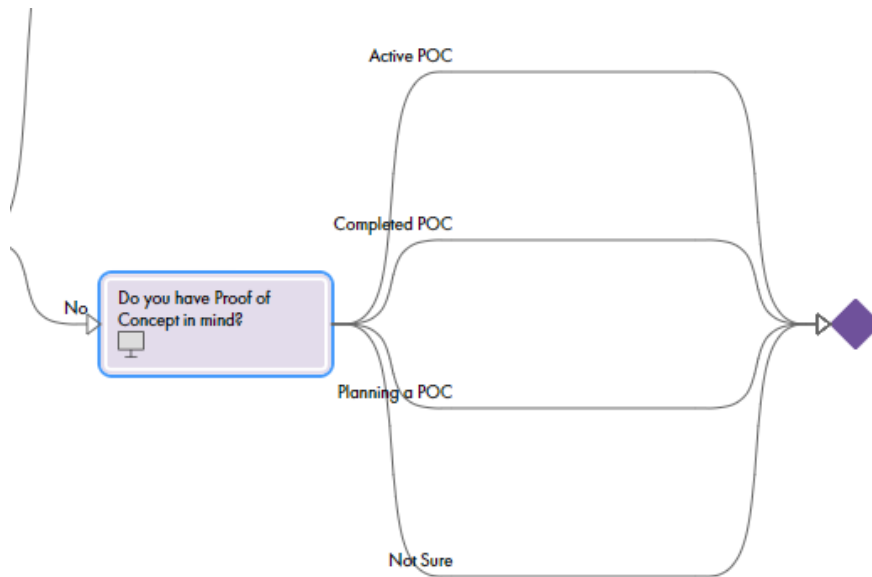 Active POC
Completed POC
No
Do you have Proof of
Concept in mind?
Planning a POC
Not Sure